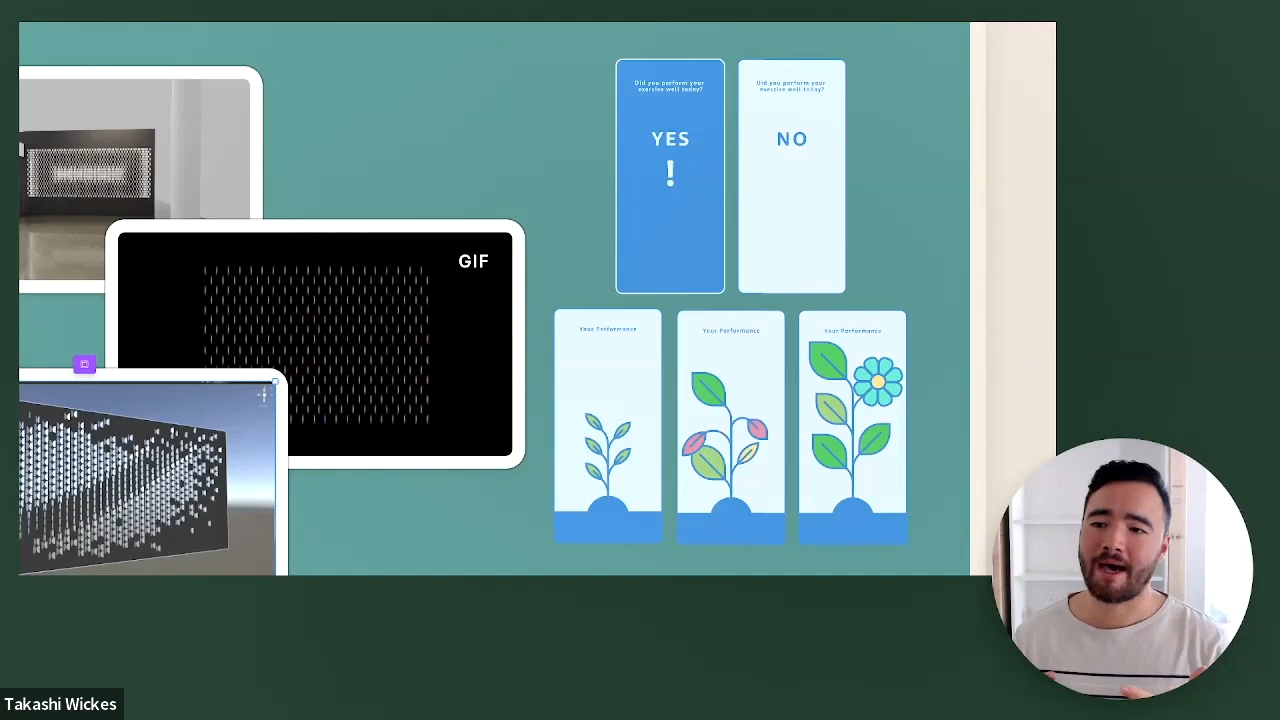 Did you perform your
exercise well today?
YES
!
Did you perform your
exercise well today?
NO
GIF
Your Performance
Your Performance
Your Performance
Takashi Wickes